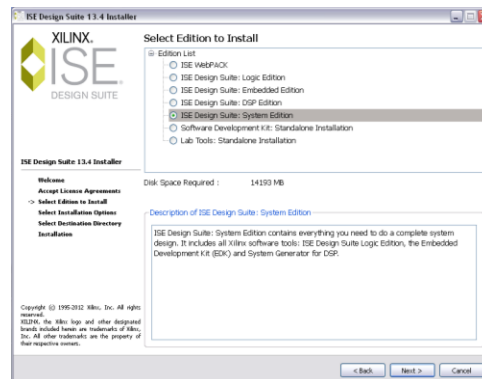 ISE Design Suite 13.4 Installer
XILINX.
ISE
DESIGN SUITE
ISE Design Suite 13.4 Installer
Welcome
Accept License Agreements
-> Select Edition to Install
Select Installation Options
Select Destination Directory
Installation
Copyright (c) 1995-2012 Xilinx, Inc. All rights
reserved.
XILINX, the Xilinx logo and other designated
brands included herein are trademarks of Xilinx,
Inc. All other trademarks are the property of
their respective owners.
Select Edition to Install
Edition List
ISE WebPACK
ISE Design Suite: Logic Edition
ISE Design Suite: Embedded Edition
ISE Design Suite: DSP Edition
ISE Design Suite: System Edition
Software Development Kit: Standalone Installation
Lab Tools: Standalone Installation
Disk Space Required : 14193 MB
Description of ISE Design Suite: System Edition
ISE Design Suite: System Edition contains everything you need to do a complete system
design. It includes all Xilinx software tools: ISE Design Suite Logic Edition, the Embedded
Development Kit (EDK) and System Generator for DSP.
< Back
Next >
Cancel